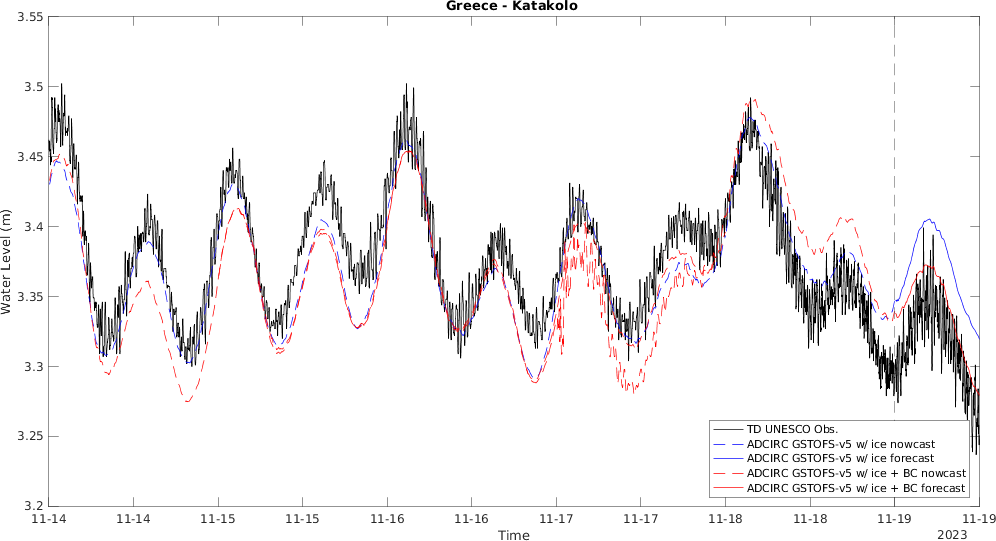 Greece - Katakolo
3.55
3.5
3.45
3.4
3.35
3.3
3.25
3.2
Water Level (m)
TD UNESCO Obs.
ADCIRC GSTOFS-v5 w/ ice nowcast
ADCIRC GSTOFS-v5 w/ ice forecast
ADCIRC GSTOFS-v5 w/ ice + BC nowcast
ADCIRC GSTOFS-v5 w/ ice + BC forecast
11-14 11-14 11-15 11-15 11-16 11-16 11-17 11-17 11-18 11-18 11-19 11-19
Time
2023